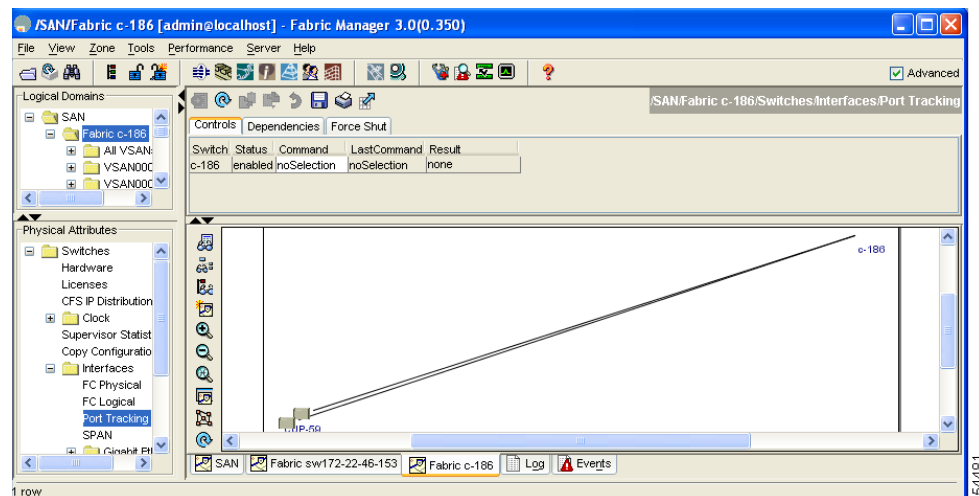 /SAN/Fabric c-186 [admin@localhost] - Fabric Manager 3.0(0.350)
File View Zone Tools Performance Server Help
Advanced
Logical Domains
SAN
Fabric c-186
All VSAN
VSAN000
VSAN000
/SAN/Fabric c-186/Switches/Interfaces/Port Tracking
Controls Dependencies Force Shut
Switch Status Command LastCommand Result
c-186 enabled noSelection noSelection none
Physical Attributes
Switches
Hardware
Licenses
CFS IP Distribution
Clock
Supervisor Statist
Copy Configuratio
Interfaces
FC Physical
FC Logical
Port Tracking
SPAN
Gigabit Et
c-186
SAN Fabric sw172-22-46-153 Fabric c-186 Log Events
1 row